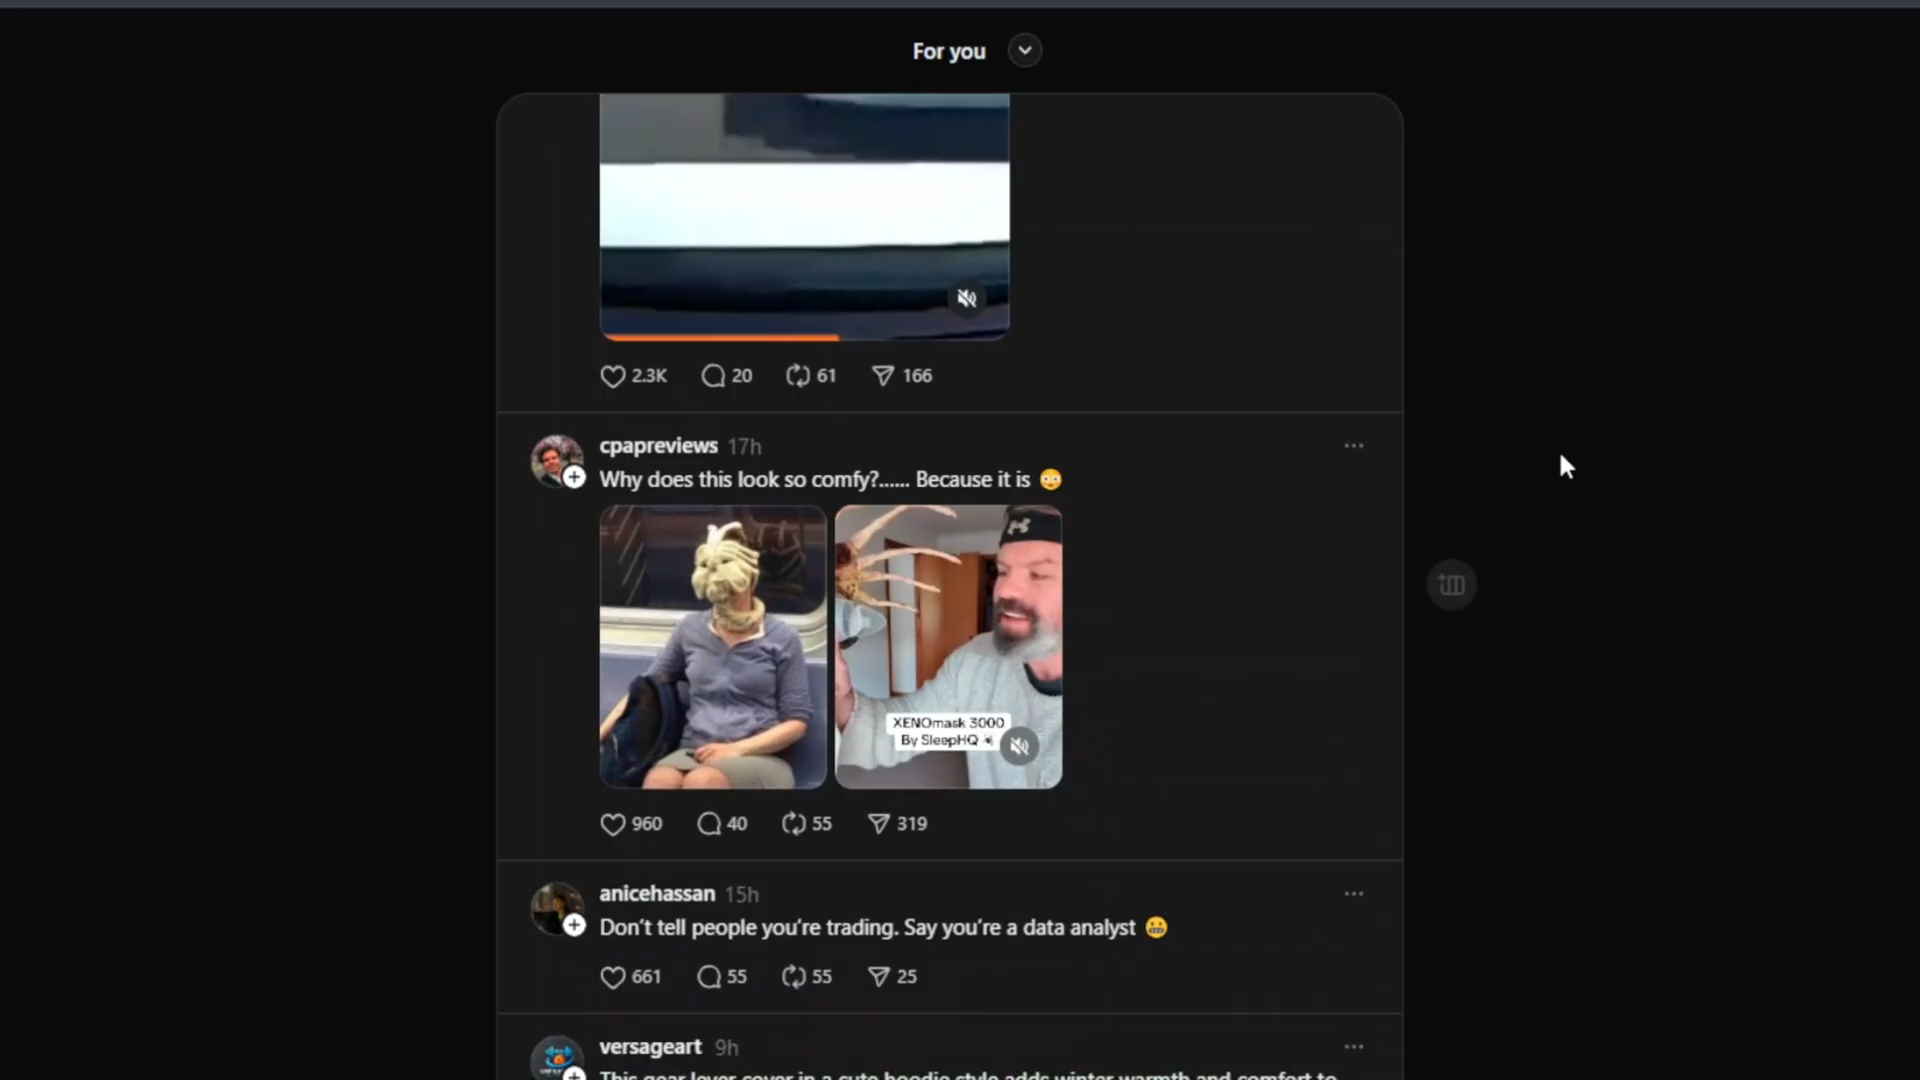 For you
2.3K 20 61 166
cpapreviews 17h
Why does this look so comfy?...... Because it is 😳
XENOmask 3000
By SleepHQ
960 40 55 319
anicehassan 15h
Don't tell people you're trading. Say you're a data analyst 😬
661 55 55 25
versageart 9h
This gear lever cover in a cute hoodie style adds winter warmth and comfort to